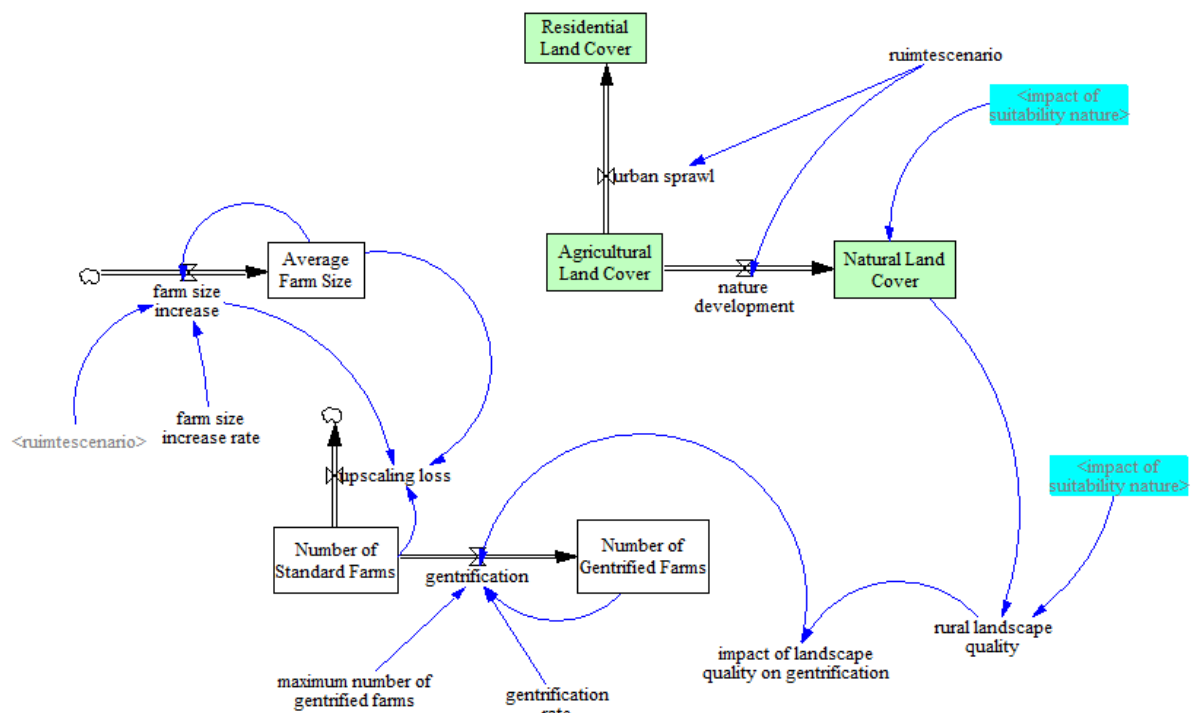 Residential
Land Cover
ruimtescenario
<impact of
suitability nature>
urban sprawl
Average
Farm Size
Agricultural
Land Cover
Natural Land
Cover
farm size
increase
nature
development
farm size
increase rate
<ruimtescenario>
upscaling loss
<impact of
suitability nature>
Number of
Standard Farms
Number of
Gentrified Farms
gentrification
rural landscape
quality
impact of landscape
quality on gentrification
maximum number of
gentrified farms
gentrification
rate